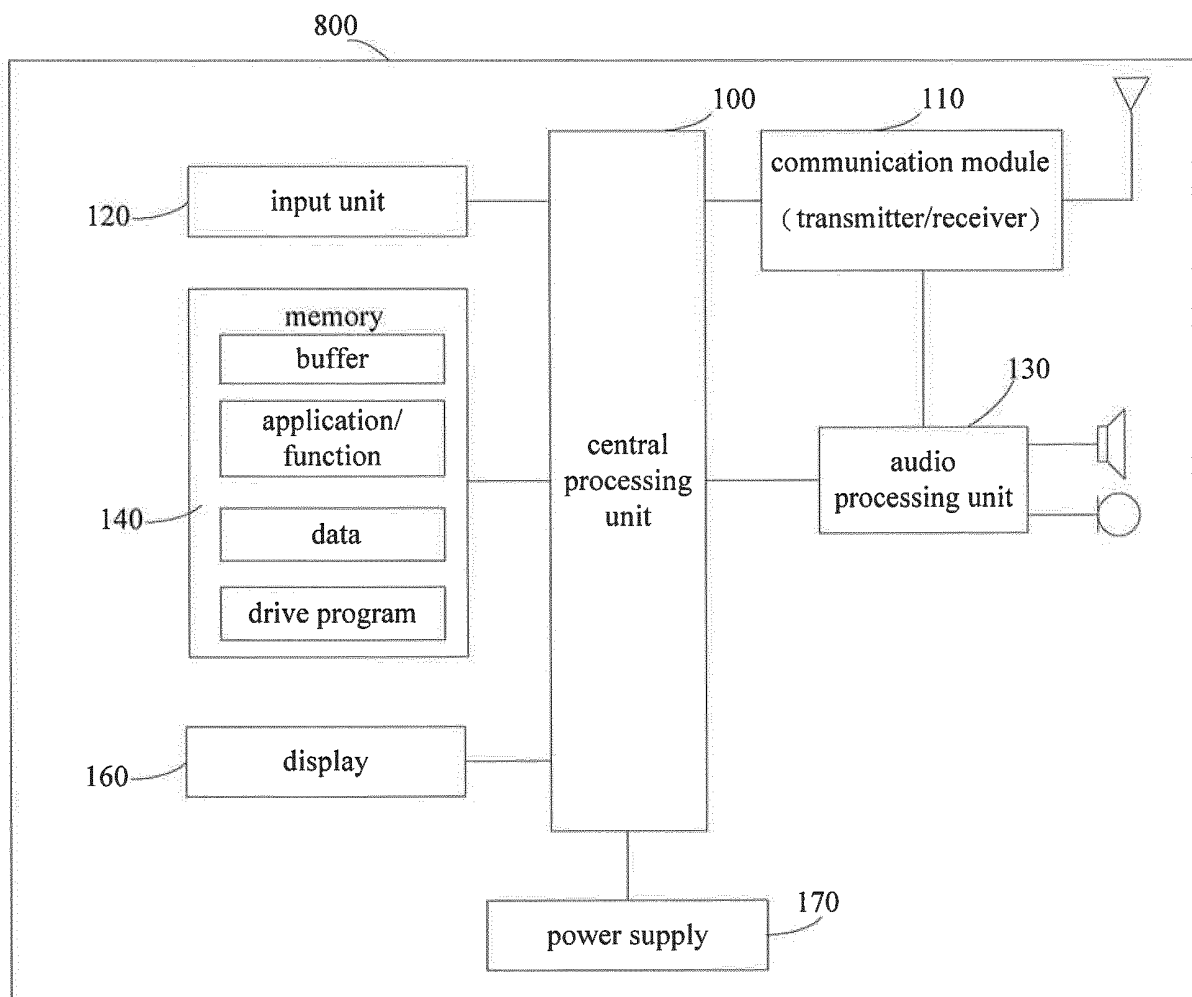 800
100
110
communication module
（transmitter/receiver）
120
input unit
memory
buffer
application/
function
data
drive program
140
central
processing
unit
130
audio
processing unit
160
display
170
power supply